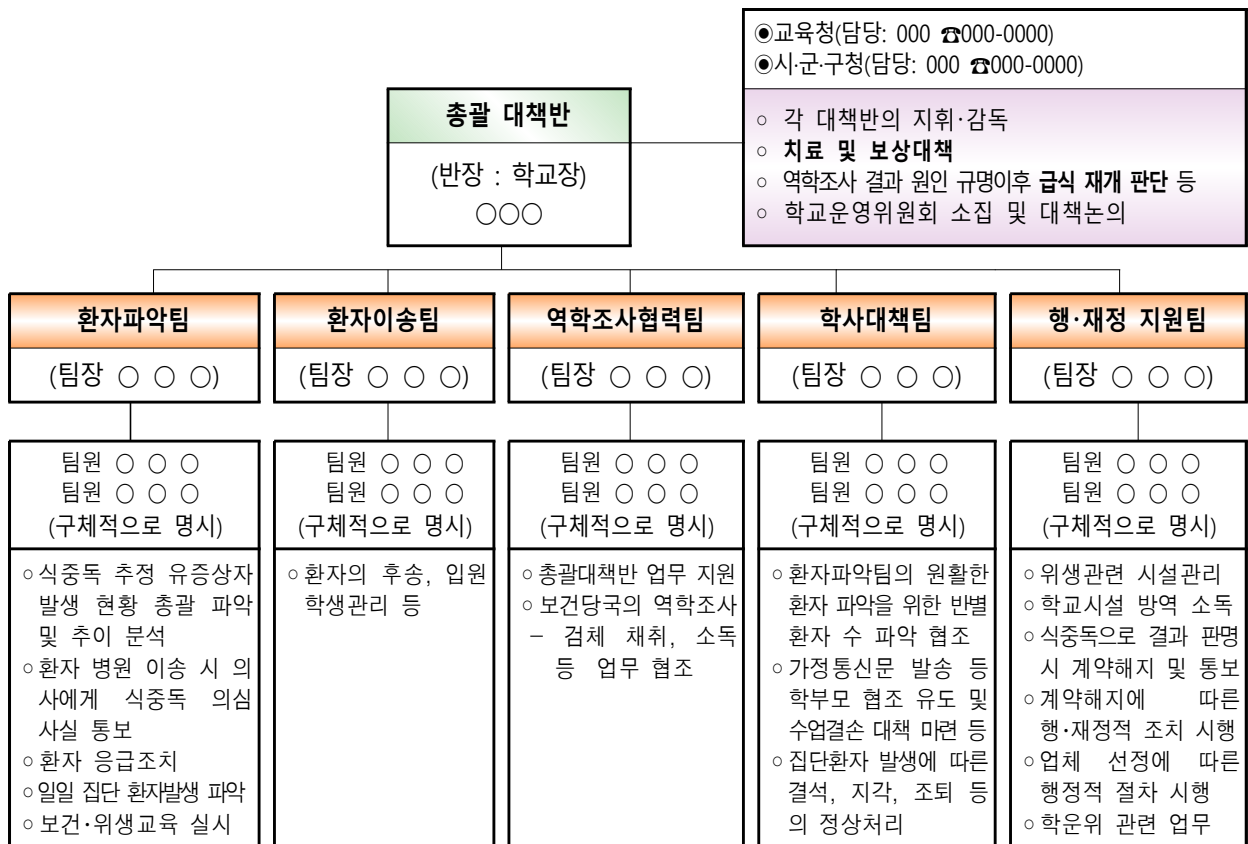 ◉교육청(담당: 000 ☎000-0000)
◉시·군·구청(담당: 000 ☎000-0000)
총괄 대책반
(반장 : 학교장)
○○○
○ 각 대책반의 지휘·감독
○ 치료 및 보상대책
○ 역학조사 결과 원인 규명이후 급식 재개 판단 등
○ 학교운영위원회 소집 및 대책논의
환자파악팀
(팀장 ○ ○ ○)
팀원 ○ ○ ○
팀원 ○ ○ ○
(구체적으로 명시)
○식중독 추정 유증상자
발생 현황 총괄 파악
및 추이 분석
○환자 병원 이송 시 의
사에게 식중독 의심
사실 통보
○환자 응급조치
○일일 집단 환자발생 파악
○보건·위생교육 실시
환자이송팀
(팀장 ○ ○ ○)
팀원 ○ ○ ○
팀원 ○ ○ ○
(구체적으로 명시)
○환자의 후송, 입원
학생관리 등
역학조사협력팀
(팀장 ○ ○ ○)
팀원 ○ ○ ○
팀원 ○ ○ ○
(구체적으로 명시)
○총괄대책반 업무 지원
○보건당국의 역학조사
– 검체 채취, 소독
등 업무 협조
학사대책팀
(팀장 ○ ○ ○)
팀원 ○ ○ ○
팀원 ○ ○ ○
(구체적으로 명시)
○환자파악팀의 원활한
환자 파악을 위한 반별
환자 수 파악 협조
○가정통신문 발송 등
학부모 협조 유도 및
수업결손 대책 마련 등
○집단환자 발생에 따른
결석, 지각, 조퇴 등
의 정상처리
행·재정 지원팀
(팀장 ○ ○ ○)
팀원 ○ ○ ○
팀원 ○ ○ ○
(구체적으로 명시)
○위생관련 시설관리
○학교시설 방역 소독
○식중독으로 결과 판명
시 계약해지 및 통보
○계약해지에 따른
행·재정적 조치 시행
○업체 선정에 따른
행정적 절차 시행
○학운위 관련 업무